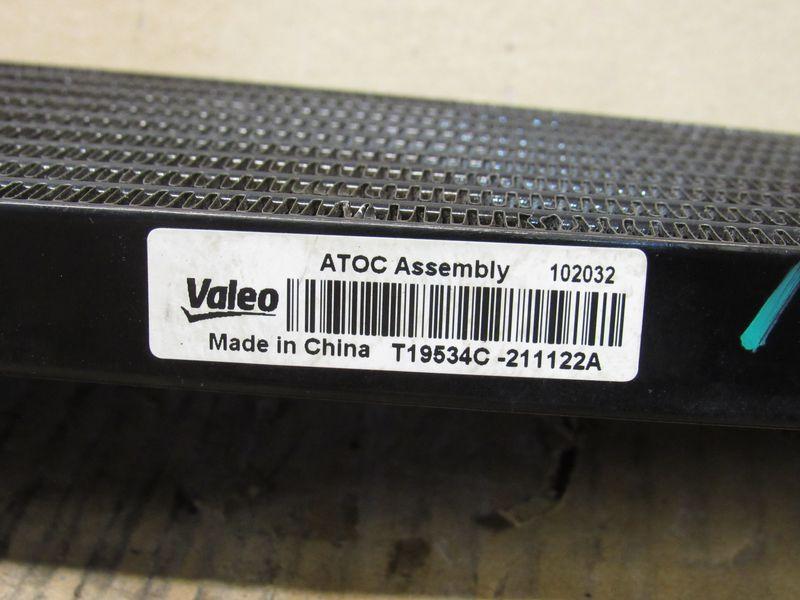 ATOC Assembly 102032
Valeo
Made in China T19534C -211122A